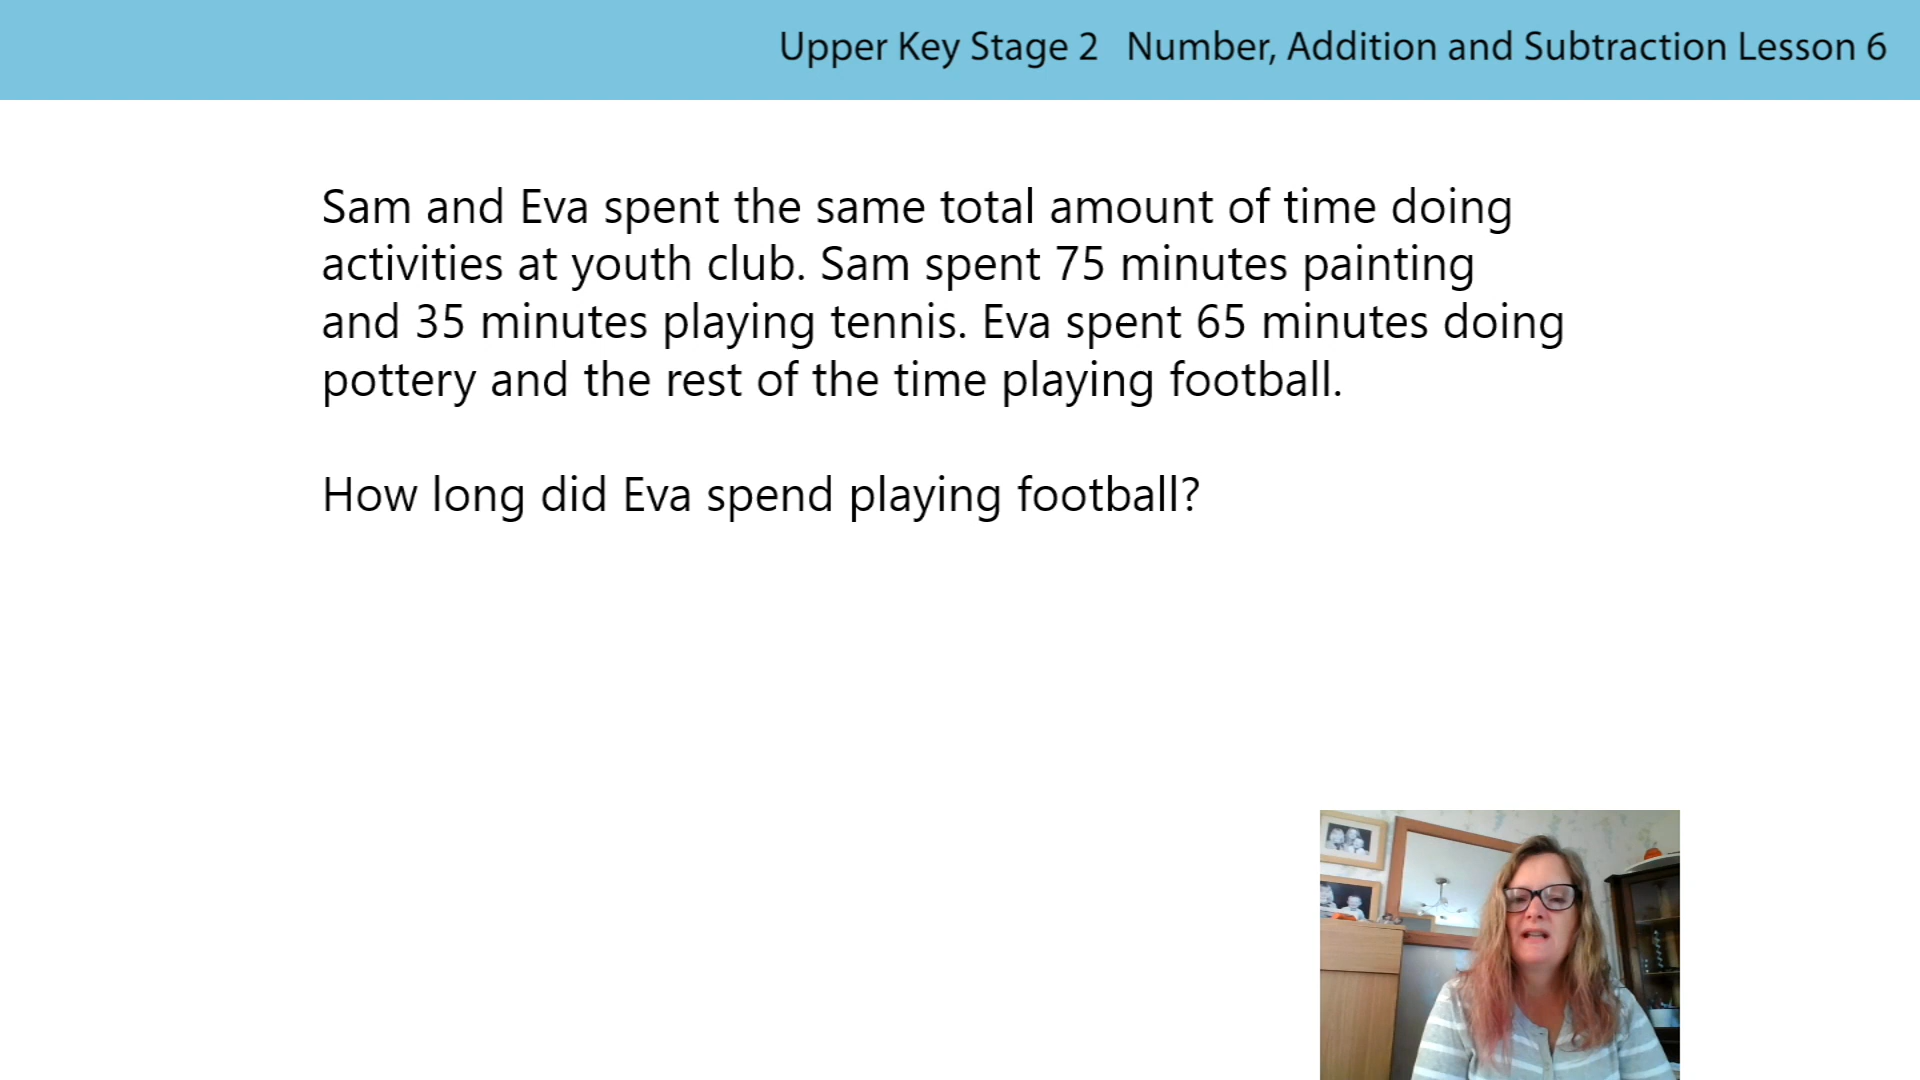 Upper Key Stage 2 Number, Addition and Subtraction Lesson 6
Sam and Eva spent the same total amount of time doing
activities at youth club. Sam spent 75 minutes painting
and 35 minutes playing tennis. Eva spent 65 minutes doing
pottery and the rest of the time playing football.
How long did Eva spend playing football?